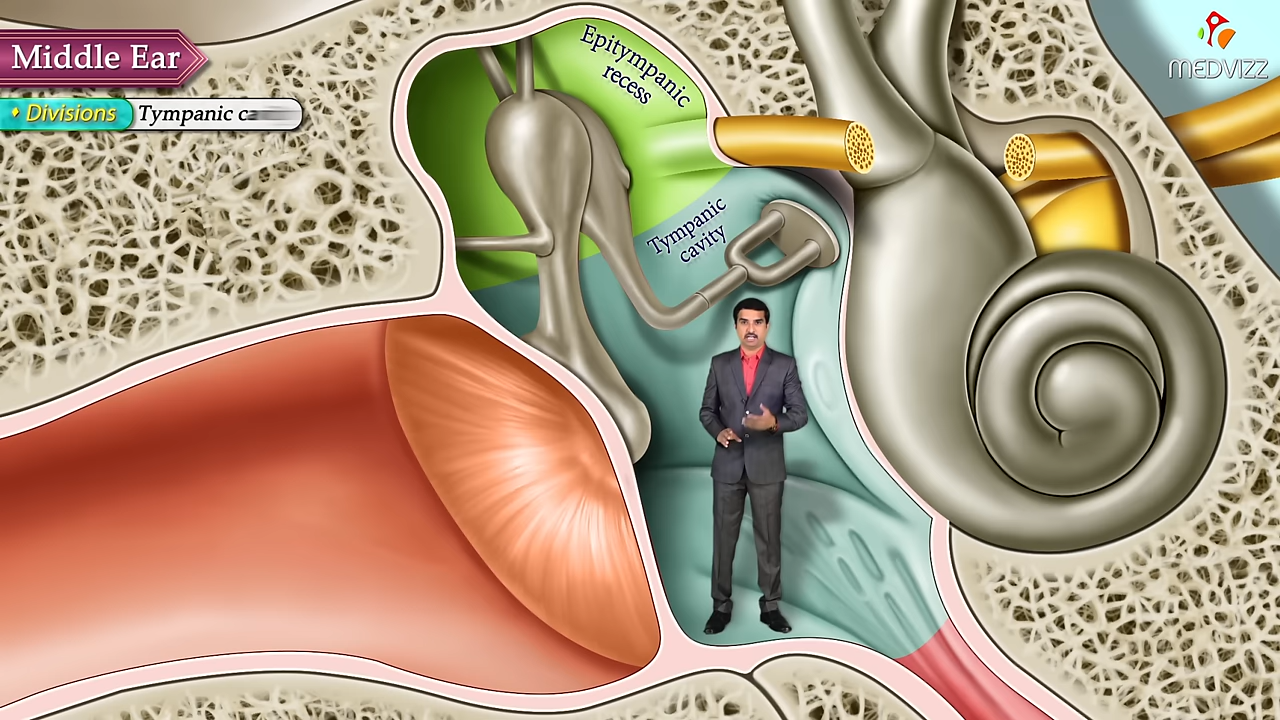 Middle Ear
Divisions
Tympanic
Epitympanic
recess
Tympanic
cavity
MEDVIZZ